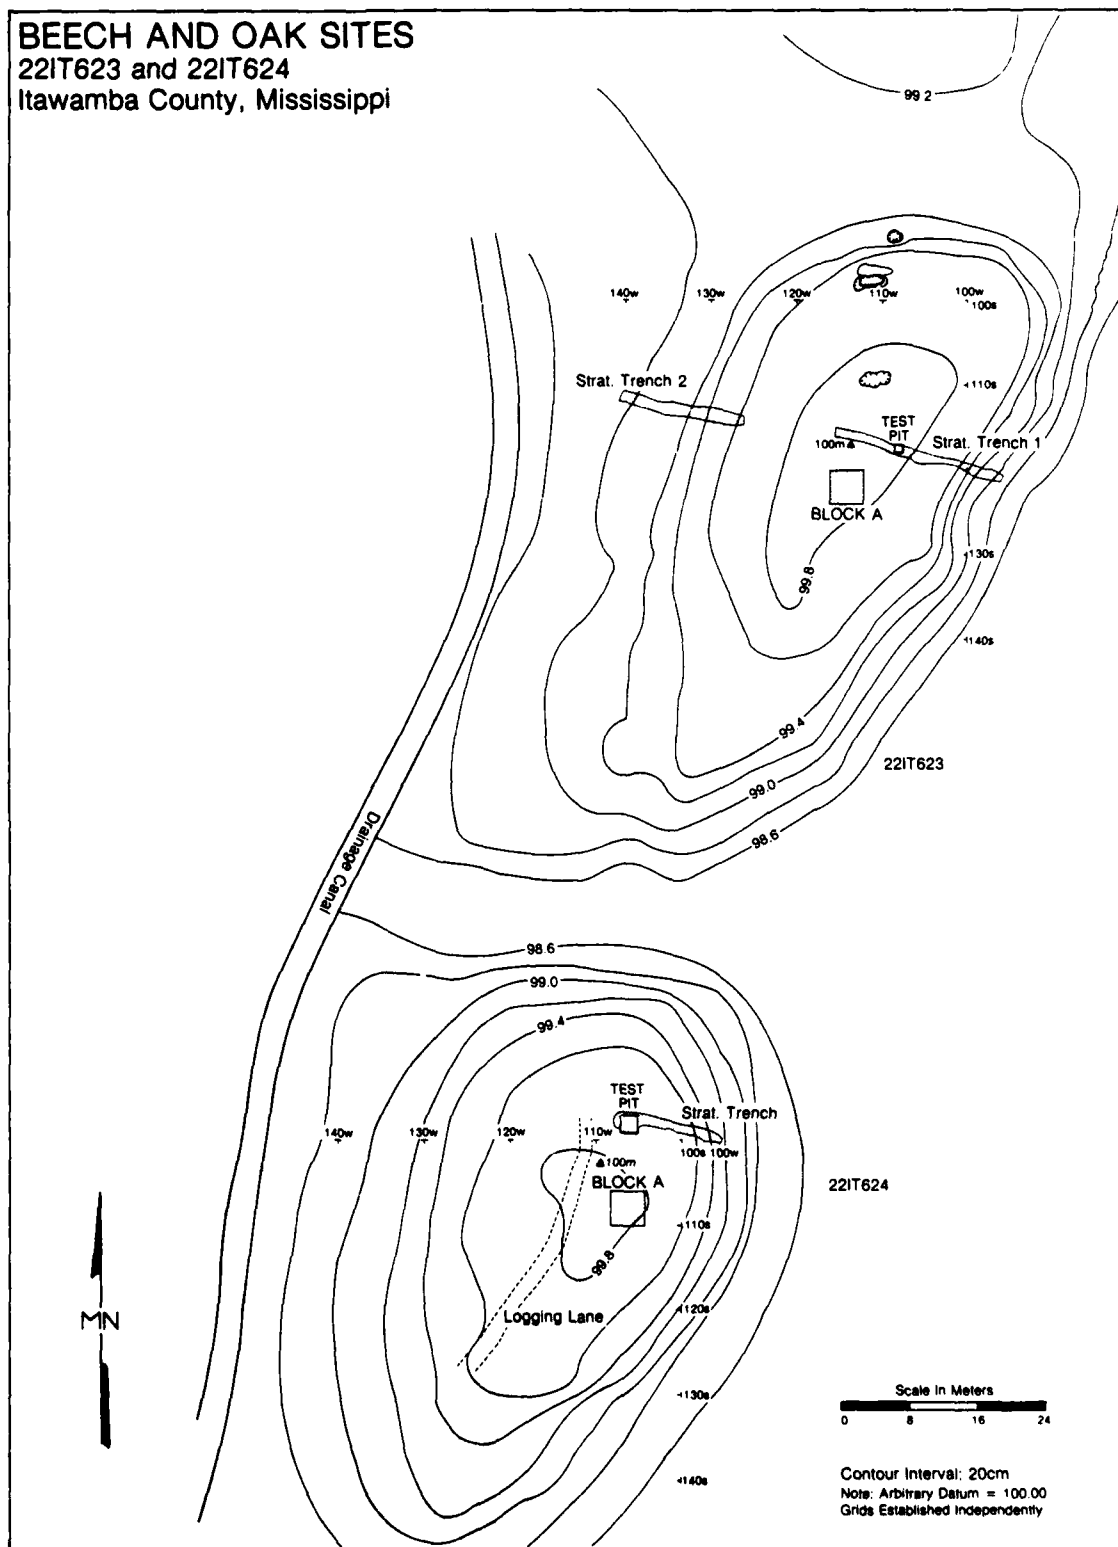 BEECH AND OAK SITES
22IT623 and 22IT624
Itawamba County, Mississippi
99.2
140w
130w
120w
110w
100w
100s
Strat. Trench 2
110s
TEST
PIT
Strat. Trench 1
100m
BLOCK A
130s
99.8
140s
99.4
22IT623
99.0
98.6
Drainage Canal
98.6
99.0
99.4
TEST
PIT
Strat. Trench
140w
130w
120w
110w
100s 100w
100m
BLOCK A
22IT624
110s
99.8
Logging Lane
120s
MN
130s
Scale In Meters
0 8 16 24
140s
Contour Interval: 20cm
Note: Arbitrary Datum = 100.00
Grids Established Independently